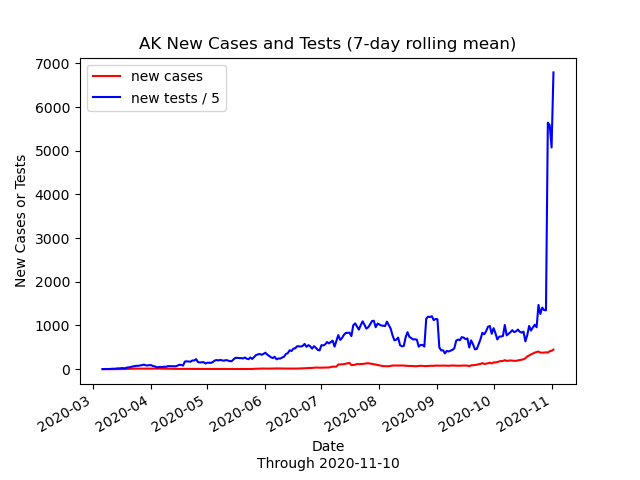 AK New Cases and Tests (7-day rolling mean)
new cases
new tests / 5
New Cases or Tests
7000
6000
5000
4000
3000
2000
1000
0
2020-03
2020-04
2020-05
2020-06
2020-07
2020-08
2020-09
2020-10
2020-11
Date
Through 2020-11-10